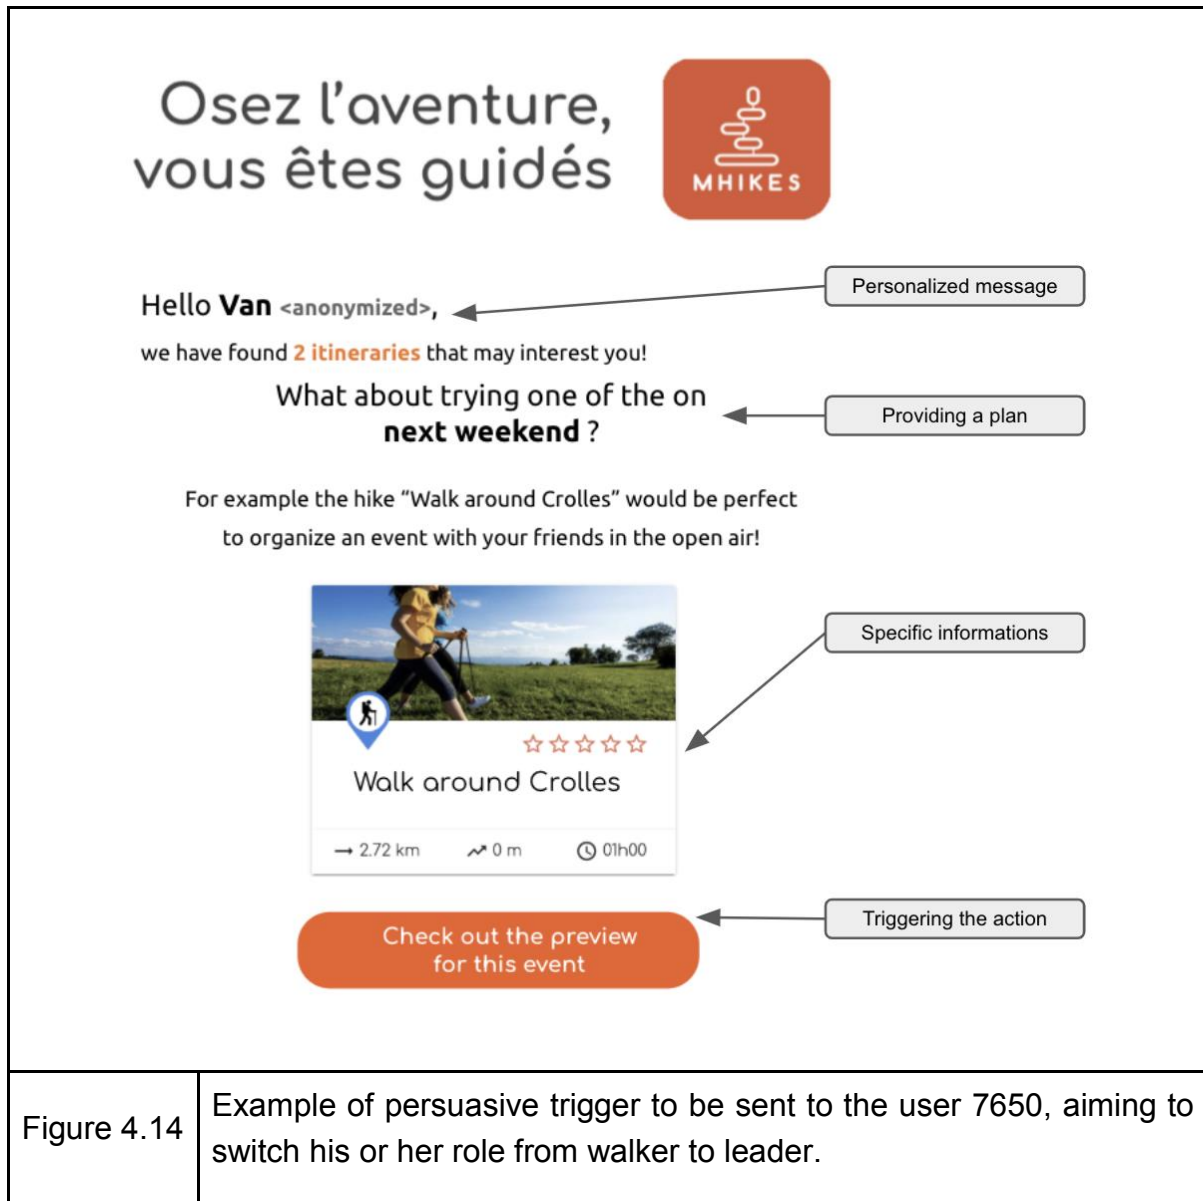 Osez l'aventure,
vous êtes guidés
MHIKES
Hello Van <anonymized>,
Personalized message
we have found 2 itineraries that may interest you!
What about trying one of the on
next weekend ?
Providing a plan
For example the hike “Walk around Crolles” would be perfect
to organize an event with your friends in the open air!
Specific informations
Walk around Crolles
2.72 km 0 m 01h00
Triggering the action
Check out the preview
for this event
Figure 4.14
Example of persuasive trigger to be sent to the user 7650, aiming to
switch his or her role from walker to leader.